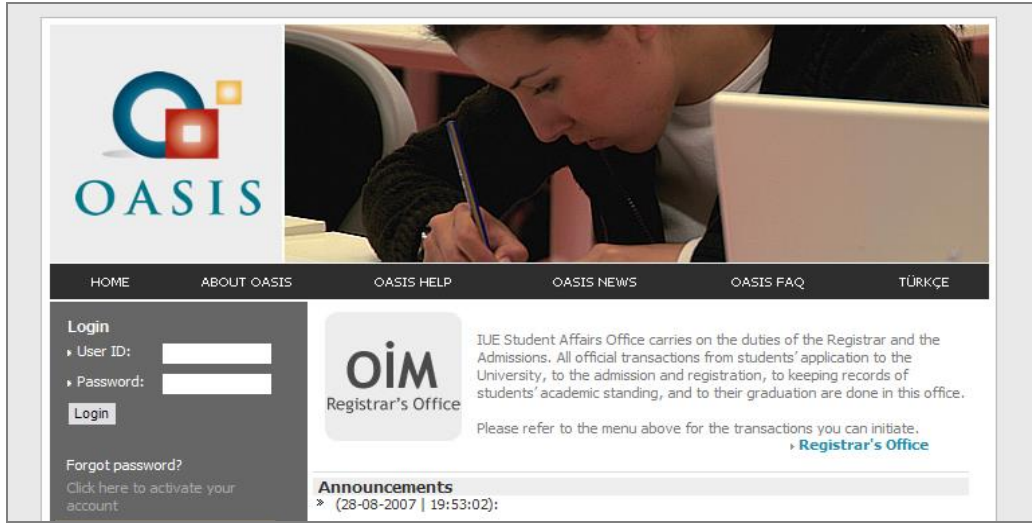 OASIS
HOME ABOUT OASIS OASIS HELP OASIS NEWS OASIS FAQ TÜRKÇE
Login
User ID:
Password:
Login
Forgot password?
Click here to activate your
account
OİM
Registrar's Office
IUE Student Affairs Office carries on the duties of the Registrar and the
Admissions. All official transactions from students' application to the
University, to the admission and registration, to keeping records of
students' academic standing, and to their graduation are done in this office.
Please refer to the menu above for the transactions you can initiate.
Registrar's Office
Announcements
» (28-08-2007 | 19:53:02):